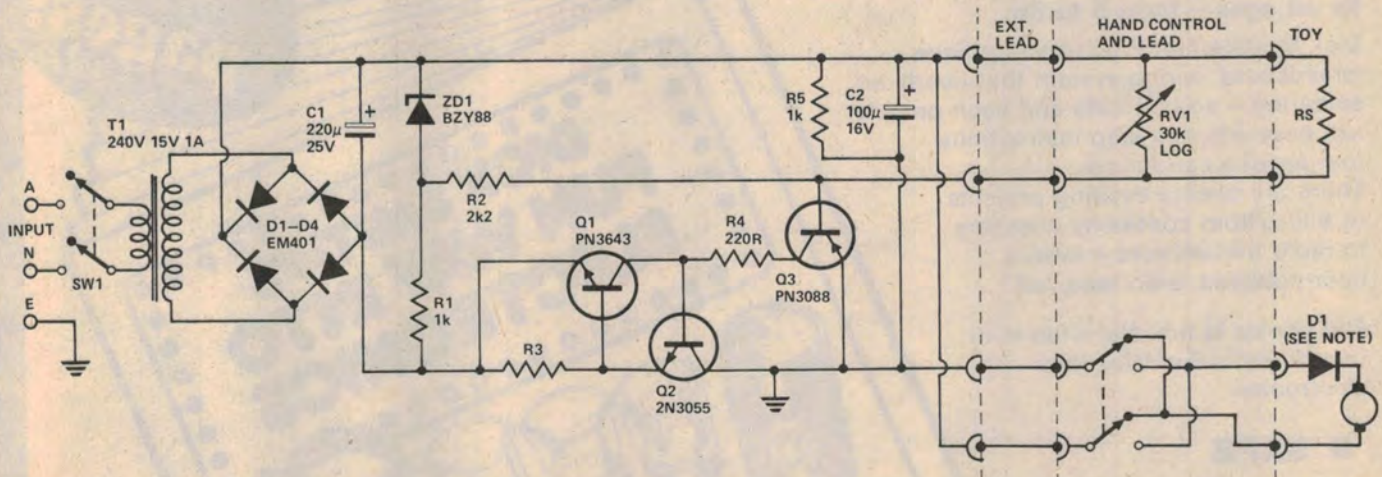 T1
240V 15V 1A
A
INPUT
N
SW1
E
D1–D4
EM401
C1
220μ
25V
+
ZD1
BZY88
R2
2k2
R1
1k
Q1
PN3643
R3
R4
220R
Q2
2N3055
Q3
PN3088
R5
1k
C2
100μ
16V
+
EXT.
LEAD
HAND CONTROL
AND LEAD
TOY
RV1
30k
LOG
RS
D1
(SEE NOTE)